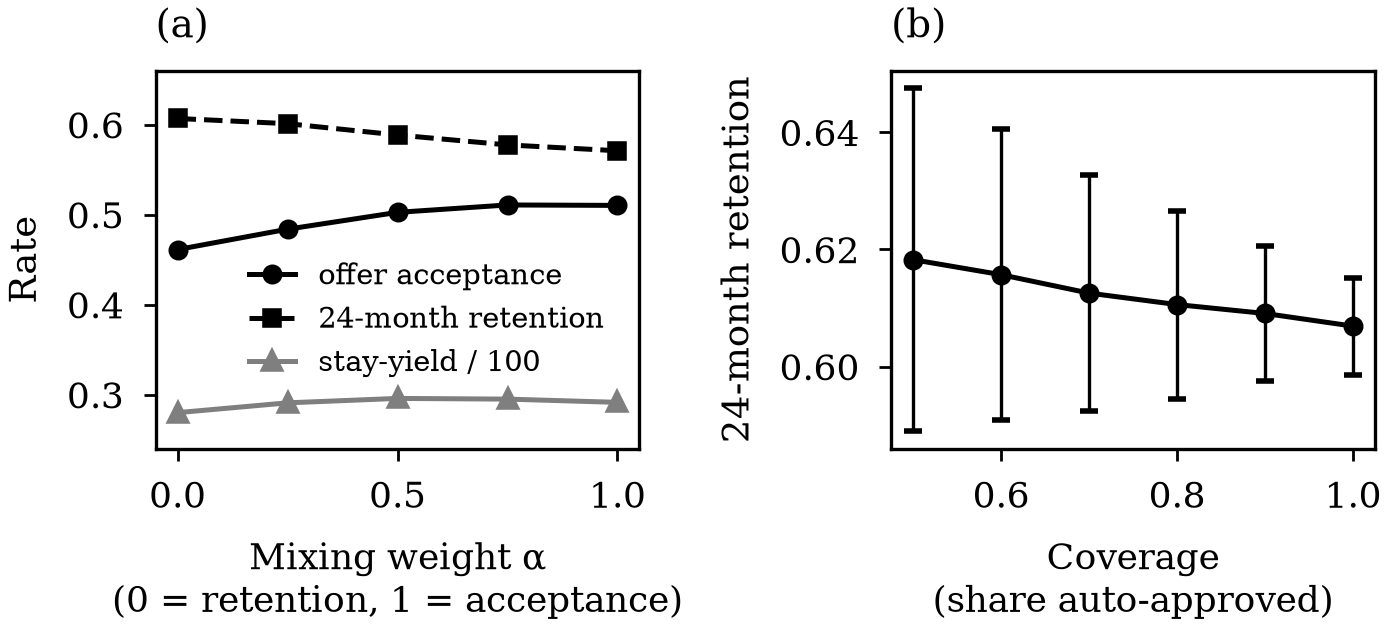 (a)
Rate
0.6
0.5
0.4
0.3
offer acceptance
24-month retention
stay-yield / 100
0.0 0.5 1.0
Mixing weight α
(0 = retention, 1 = acceptance)
(b)
24-month retention
0.64
0.62
0.60
0.6 0.8 1.0
Coverage
(share auto-approved)